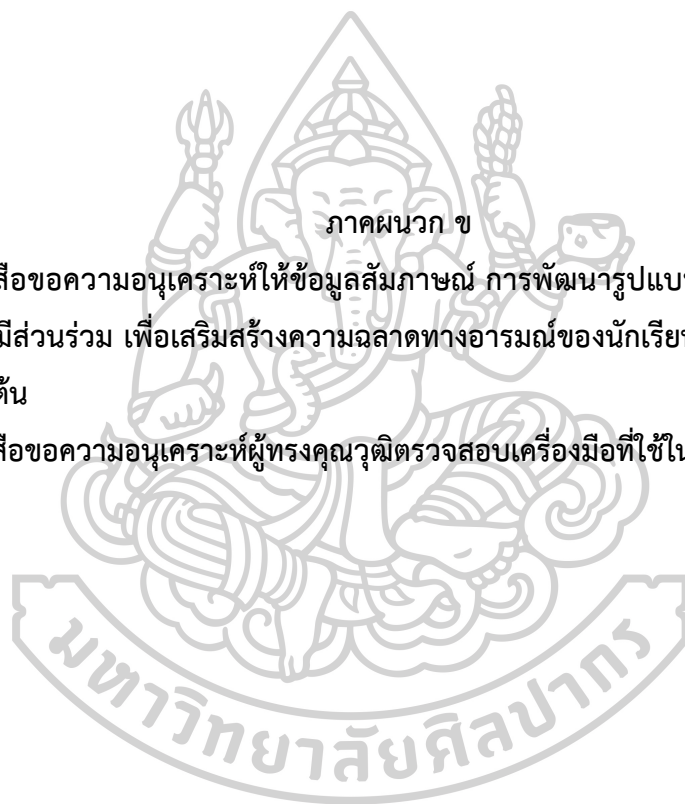 ภาคผนวก ข
สือขอความอนุเคราะห์ให้ข้อมูลสัมภาษณ์ การพัฒนารูปแบบ
มีส่วนร่วม เพื่อเสริมสร้างความฉลาดทางอารมณ์ของนักเรียน
ต้น
สือขอความอนุเคราะห์ผู้ทรงคุณวุฒิตรวจสอบเครื่องมือที่ใช้ใน
มหาวิทยาลัยศิลปากร